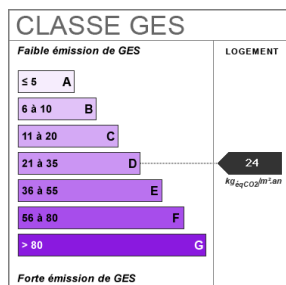 CLASSE GES
Faible émission de GES
LOGEMENT
≤ 5 A
6 à 10 B
11 à 20 C
21 à 35 D
24
kgéqCO2/m².an
36 à 55 E
56 à 80 F
> 80 G
Forte émission de GES